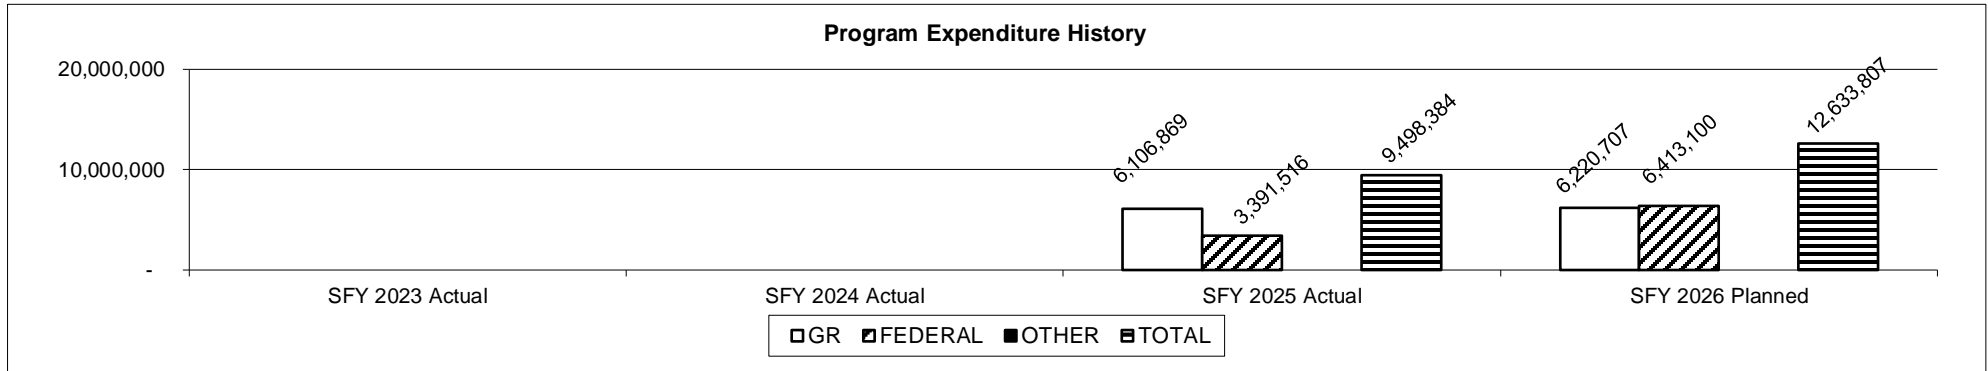 Program Expenditure History
20,000,000
10,000,000
-
6,106,869
3,391,516
9,498,384
6,220,707
6,413,100
12,633,807
SFY 2023 Actual
SFY 2024 Actual
SFY 2025 Actual
SFY 2026 Planned
GR FEDERAL OTHER TOTAL